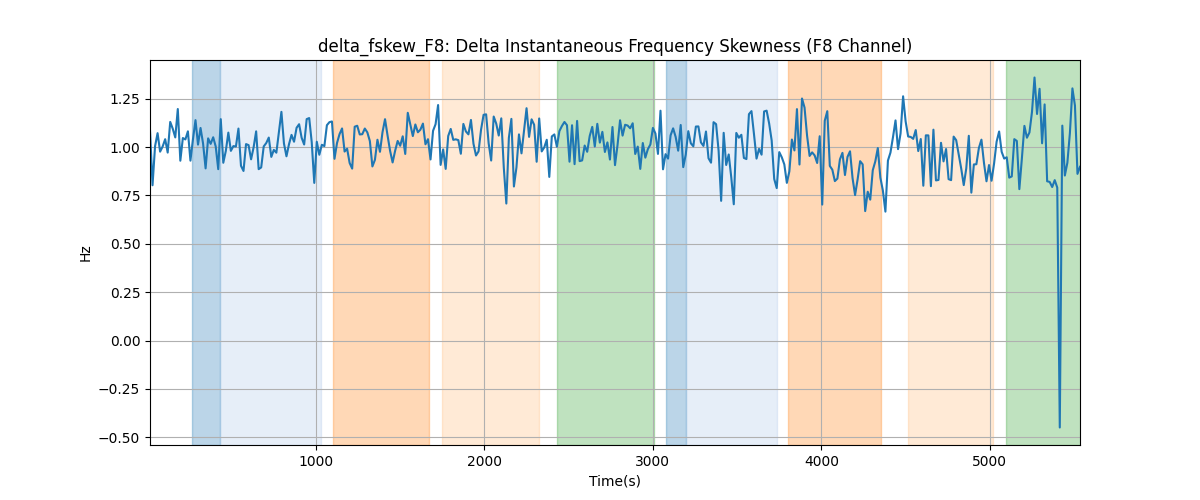 delta_fskew_F8: Delta Instantaneous Frequency Skewness (F8 Channel)
1.25
1.00
0.75
0.50
0.25
0.00
−0.25
−0.50
Hz
1000 2000 3000 4000 5000
Time(s)